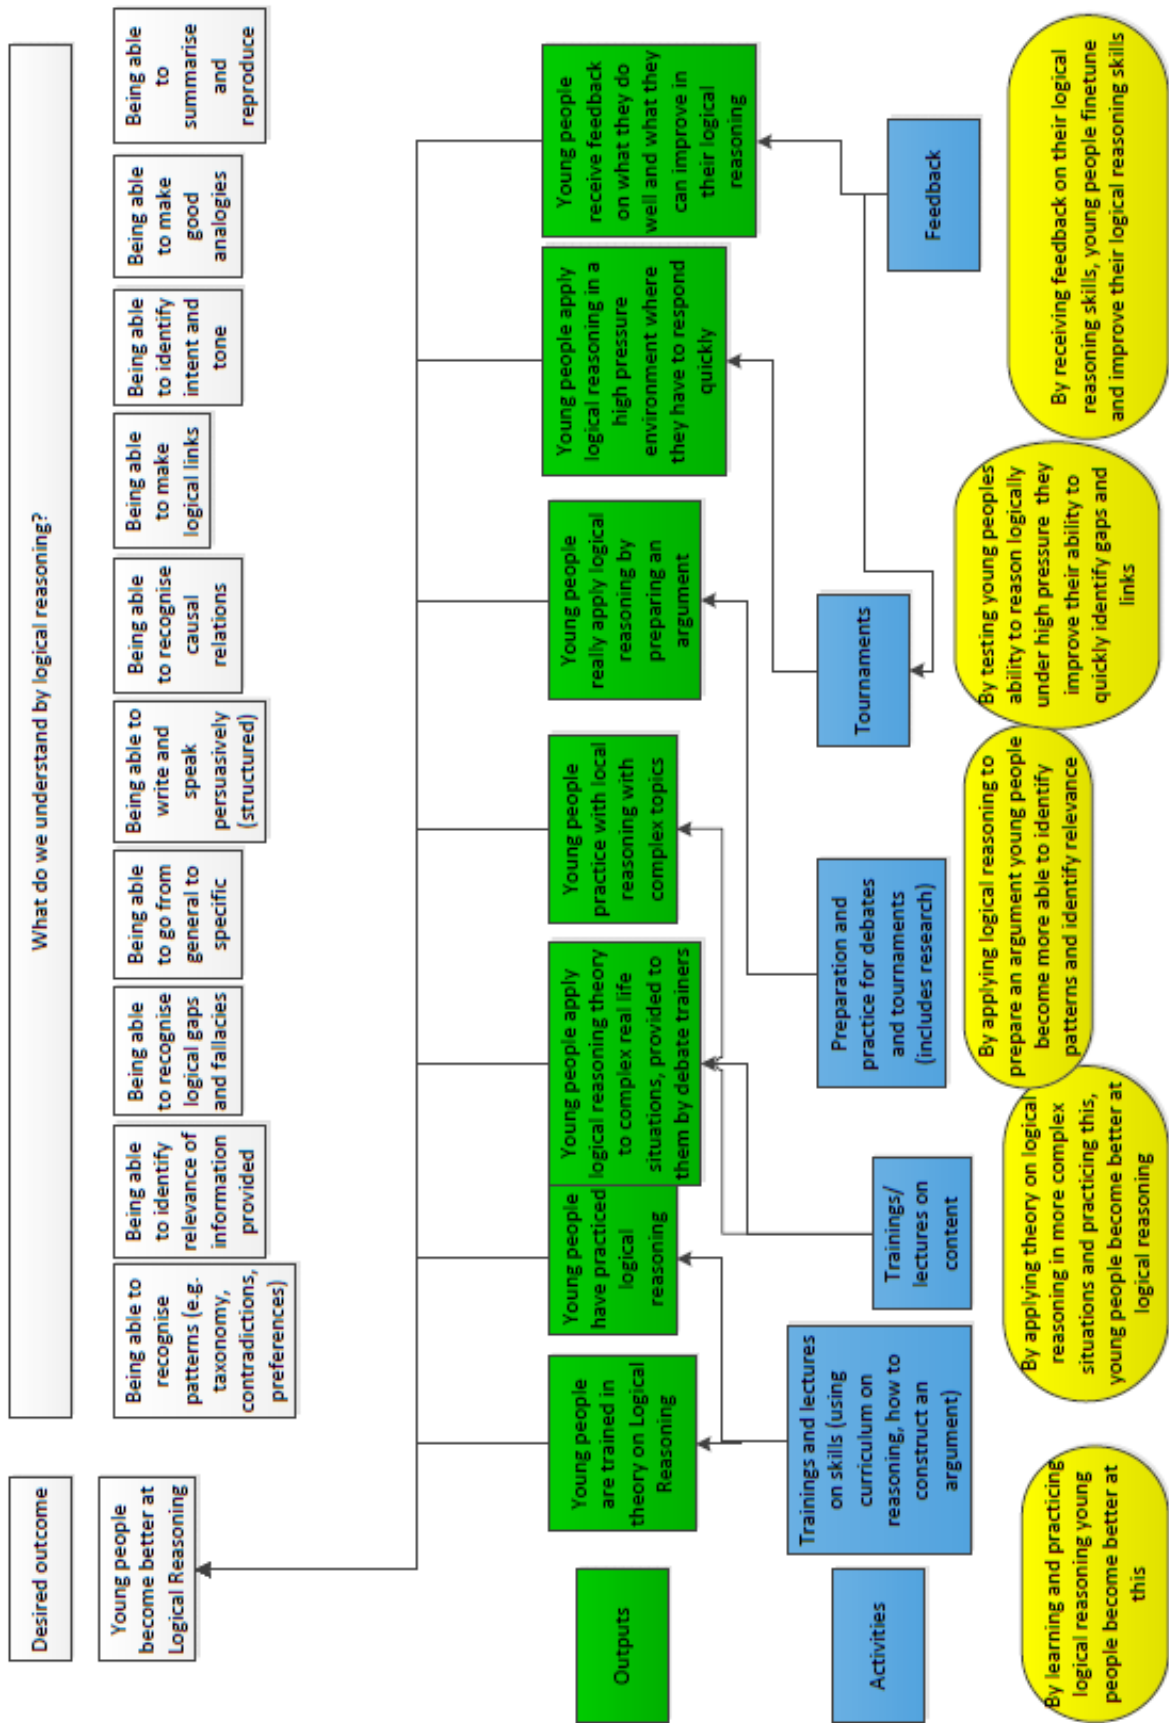 Desired outcome
What do we understand by logical reasoning?
Young people
become better at
Logical Reasoning
Being able to
recognise
patterns (e.g.
taxonomy,
contradictions,
preferences)
Being able
to identify
relevance of
information
provided
Being able
to recognise
logical gaps
and fallacies
Being able
to go from
general to
specific
Being able to
write and
speak
persuasively
(structured)
Being able
to recognise
causal
relations
Being able
to make
logical links
Being able
to identify
intent and
tone
Being able
to make
good
analogies
Being able
to
summarise
and
reproduce
Outputs
Young people
are trained in
theory on Logical
Reasoning
Young people
have practiced
logical
reasoning
Young people apply
logical reasoning theory
to complex real life
situations, provided to
them by debate trainers
Young people
practice with local
reasoning with
complex topics
Young people
really apply logical
reasoning by
preparing an
argument
Young people apply
logical reasoning in a
high pressure
environment where
they have to respond
quickly
Young people
receive feedback
on what they do
well and what they
can improve in
their logical
reasoning
Activities
Trainings and lectures
on skills (using
curriculum on
reasoning, how to
construct an
argument)
Trainings/
lectures on
content
Preparation and
practice for debates
and tournaments
(includes research)
Tournaments
Feedback
By learning and practicing
logical reasoning young
people become better at
this
By applying theory on logical
reasoning in more complex
situations and practicing this,
young people become better at
logical reasoning
By applying logical reasoning to
prepare an argument young people
become more able to identify
patterns and identify relevance
By testing young peoples
ability to reason logically
under high pressure they
improve their ability to
quickly identify gaps and
links
By receiving feedback on their logical
reasoning skills, young people finetune
and improve their logical reasoning skills